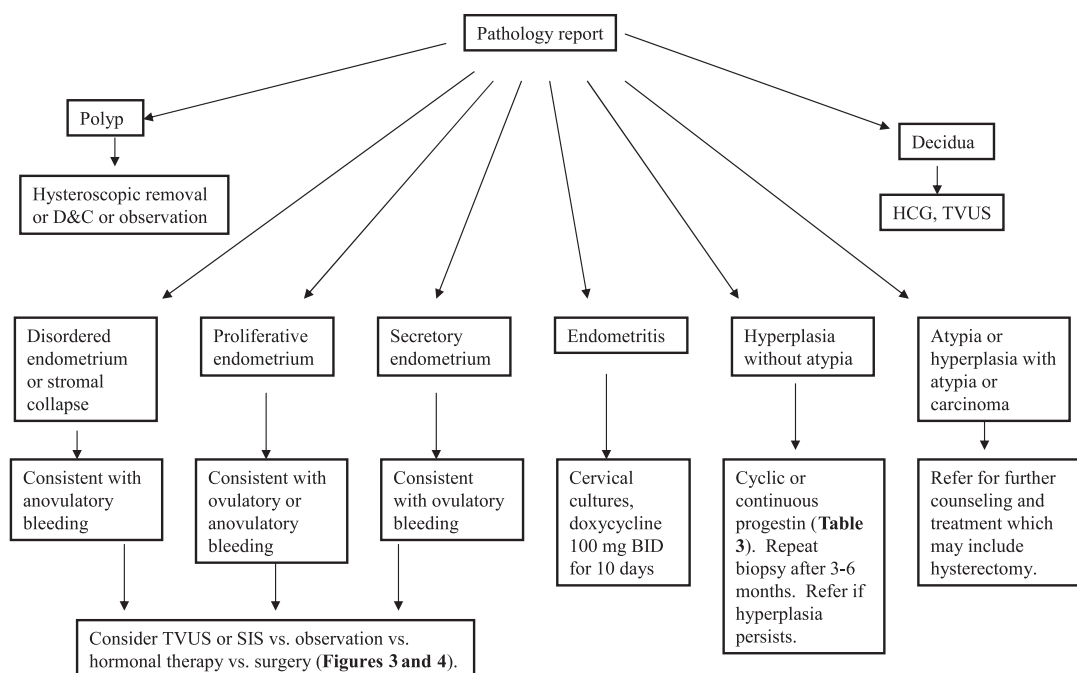 Pathology report
Polyp
Decidua
Hysteroscopic removal
or D&C or observation
HCG, TVUS
Disordered
endometrium
or stromal
collapse
Proliferative
endometrium
Secretory
endometrium
Endometritis
Hyperplasia
without atypia
Atypia or
hyperplasia with
atypia or
carcinoma
Consistent with
anovulatory
bleeding
Consistent with
ovulatory or
anovulatory
bleeding
Consistent
with ovulatory
bleeding
Cervical
cultures,
doxycycline
100 mg BID
for 10 days
Cyclic or
continuous
progestin (Table
3).  Repeat
biopsy after 3-6
months.  Refer if
hyperplasia
persists.
Refer for further
counseling and
treatment which
may include
hysterectomy.
Consider TVUS or SIS vs. observation vs.
hormonal therapy vs. surgery (Figures 3 and 4).